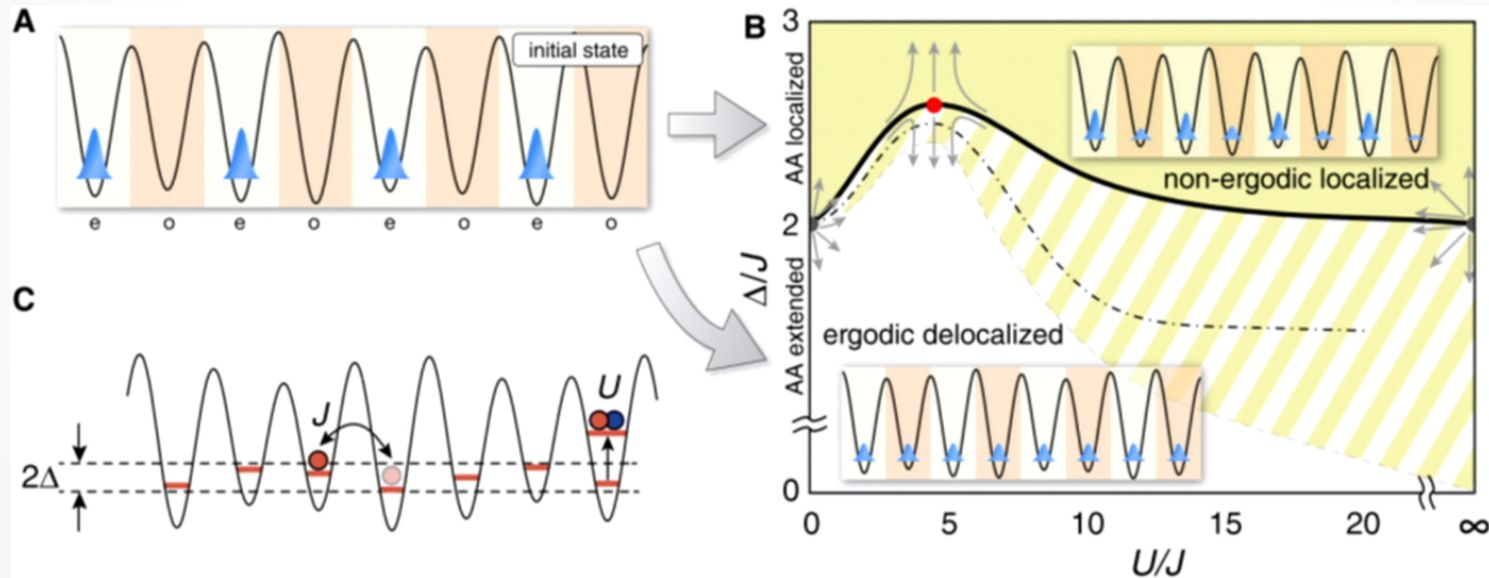 A
initial state
e o e o e o e o
C
J
U
2Δ
B
3
2
0
Δ/J
AA localized
AA extended
non-ergodic localized
ergodic delocalized
0 5 10 15 20 ∞
U/J